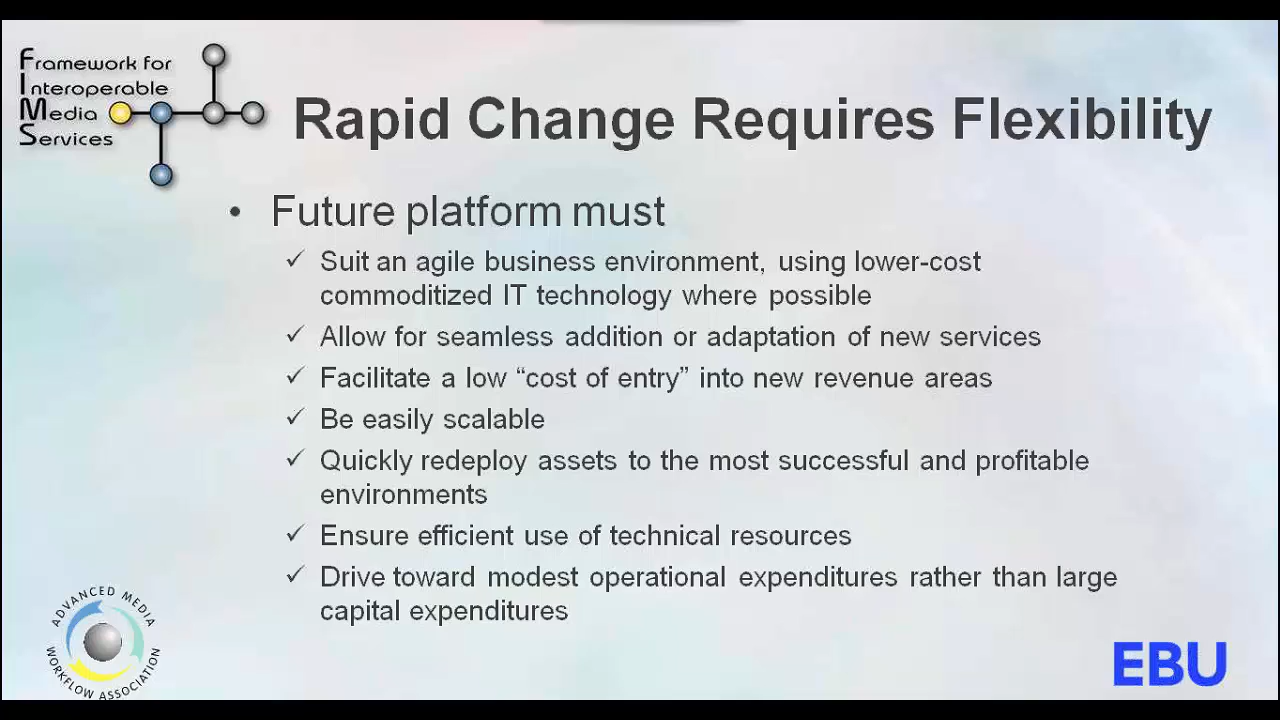 Framework for
Interoperable
Media
Services
Rapid Change Requires Flexibility
• Future platform must
✓ Suit an agile business environment, using lower-cost
commoditized IT technology where possible
✓ Allow for seamless addition or adaptation of new services
✓ Facilitate a low “cost of entry” into new revenue areas
✓ Be easily scalable
✓ Quickly redeploy assets to the most successful and profitable
environments
✓ Ensure efficient use of technical resources
✓ Drive toward modest operational expenditures rather than large
capital expenditures
ADVANCED MEDIA
WORKFLOW ASSOCIATION
EBU